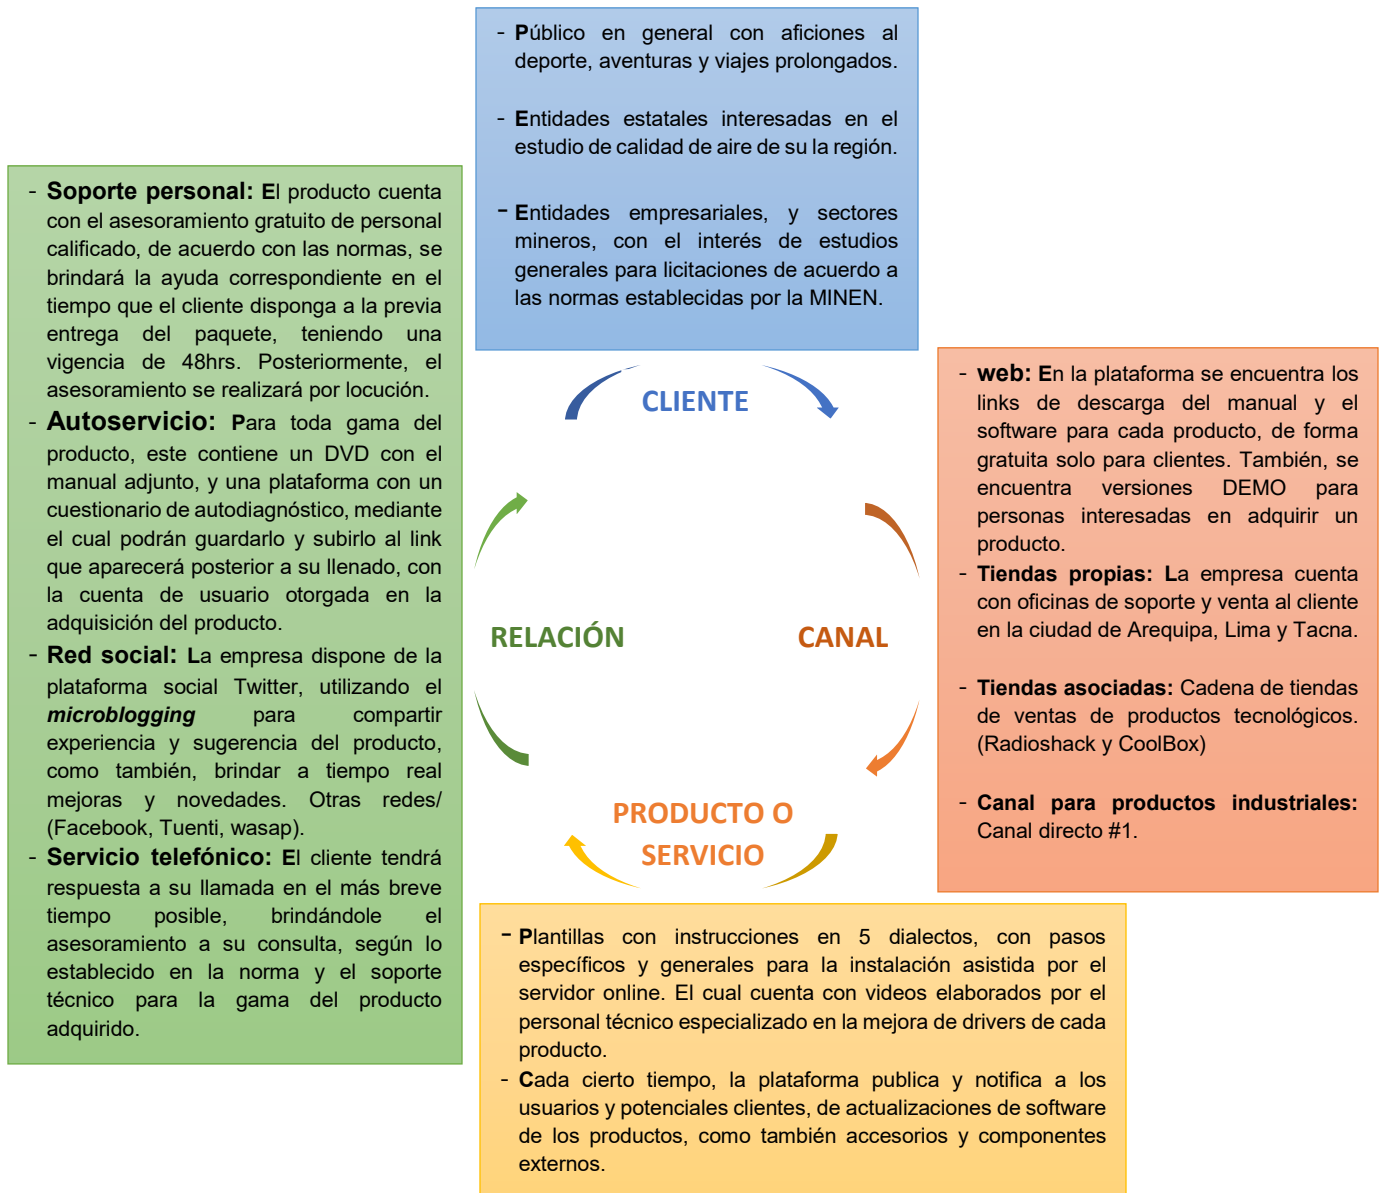 - Público en general con aficiones al
deporte, aventuras y viajes prolongados.
- Entidades estatales interesadas en el
estudio de calidad de aire de su la región.
- Entidades empresariales, y sectores
mineros, con el interés de estudios
generales para licitaciones de acuerdo a
las normas establecidas por la MINEN.
- Soporte personal: El producto cuenta
con el asesoramiento gratuito de personal
calificado, de acuerdo con las normas, se
brindará la ayuda correspondiente en el
tiempo que el cliente disponga a la previa
entrega del paquete, teniendo una
vigencia de 48hrs. Posteriormente, el
asesoramiento se realizará por locución.
- Autoservicio: Para toda gama del
producto, este contiene un DVD con el
manual adjunto, y una plataforma con un
cuestionario de autodiagnóstico, mediante
el cual podrán guardarlo y subirlo al link
que aparecerá posterior a su llenado, con
la cuenta de usuario otorgada en la
adquisición del producto.
- Red social: La empresa dispone de la
plataforma social Twitter, utilizando el
microblogging para compartir
experiencia y sugerencia del producto,
como también, brindar a tiempo real
mejoras y novedades. Otras redes/
(Facebook, Tuenti, wasap).
- Servicio telefónico: El cliente tendrá
respuesta a su llamada en el más breve
tiempo posible, brindándole el
asesoramiento a su consulta, según lo
establecido en la norma y el soporte
técnico para la gama del producto
adquirido.
CLIENTE
RELACIÓN
CANAL
PRODUCTO O
SERVICIO
- web: En la plataforma se encuentra los
links de descarga del manual y el
software para cada producto, de forma
gratuita solo para clientes. También, se
encuentra versiones DEMO para
personas interesadas en adquirir un
producto.
- Tiendas propias: La empresa cuenta
con oficinas de soporte y venta al cliente
en la ciudad de Arequipa, Lima y Tacna.
- Tiendas asociadas: Cadena de tiendas
de ventas de productos tecnológicos.
(Radioshack y CoolBox)
- Canal para productos industriales:
Canal directo #1.
- Plantillas con instrucciones en 5 dialectos, con pasos
específicos y generales para la instalación asistida por el
servidor online. El cual cuenta con videos elaborados por el
personal técnico especializado en la mejora de drivers de cada
producto.
- Cada cierto tiempo, la plataforma publica y notifica a los
usuarios y potenciales clientes, de actualizaciones de software
de los productos, como también accesorios y componentes
externos.